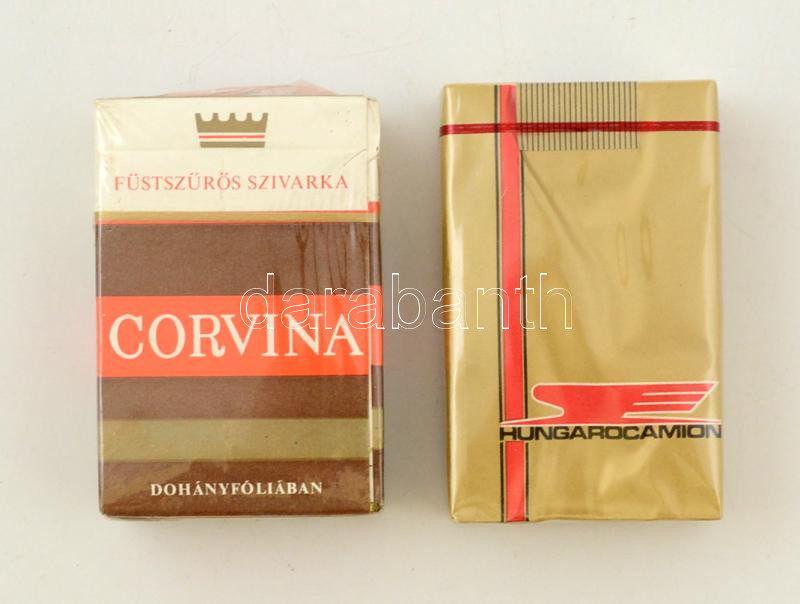 FÜSTSZŰRŐS SZIVARKA
CORVINA
DOHÁNYFÓLIÁBAN
HUNGAROCAMION
darabanth